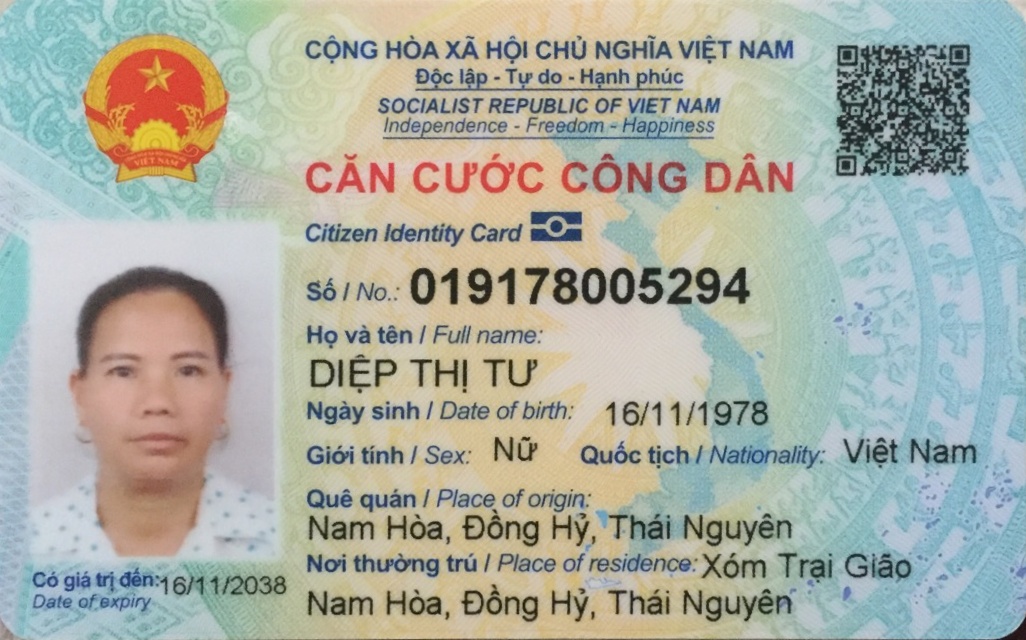 CỘNG HÒA XÃ HỘI CHỦ NGHĨA VIỆT NAM
Độc lập - Tự do - Hạnh phúc
SOCIALIST REPUBLIC OF VIET NAM
Independence - Freedom - Happiness
CĂN CƯỚC CÔNG DÂN
Citizen Identity Card
Số / No.: 019178005294
Họ và tên / Full name:
DIỆP THỊ TƯ
Ngày sinh / Date of birth: 16/11/1978
Giới tính / Sex: Nữ Quốc tịch / Nationality: Việt Nam
Quê quán / Place of origin:
Nam Hòa, Đồng Hỷ, Thái Nguyên
Nơi thường trú / Place of residence: Xóm Trại Gião
Nam Hòa, Đồng Hỷ, Thái Nguyên
Có giá trị đến: 16/11/2038
Date of expiry
VIỆT NAM